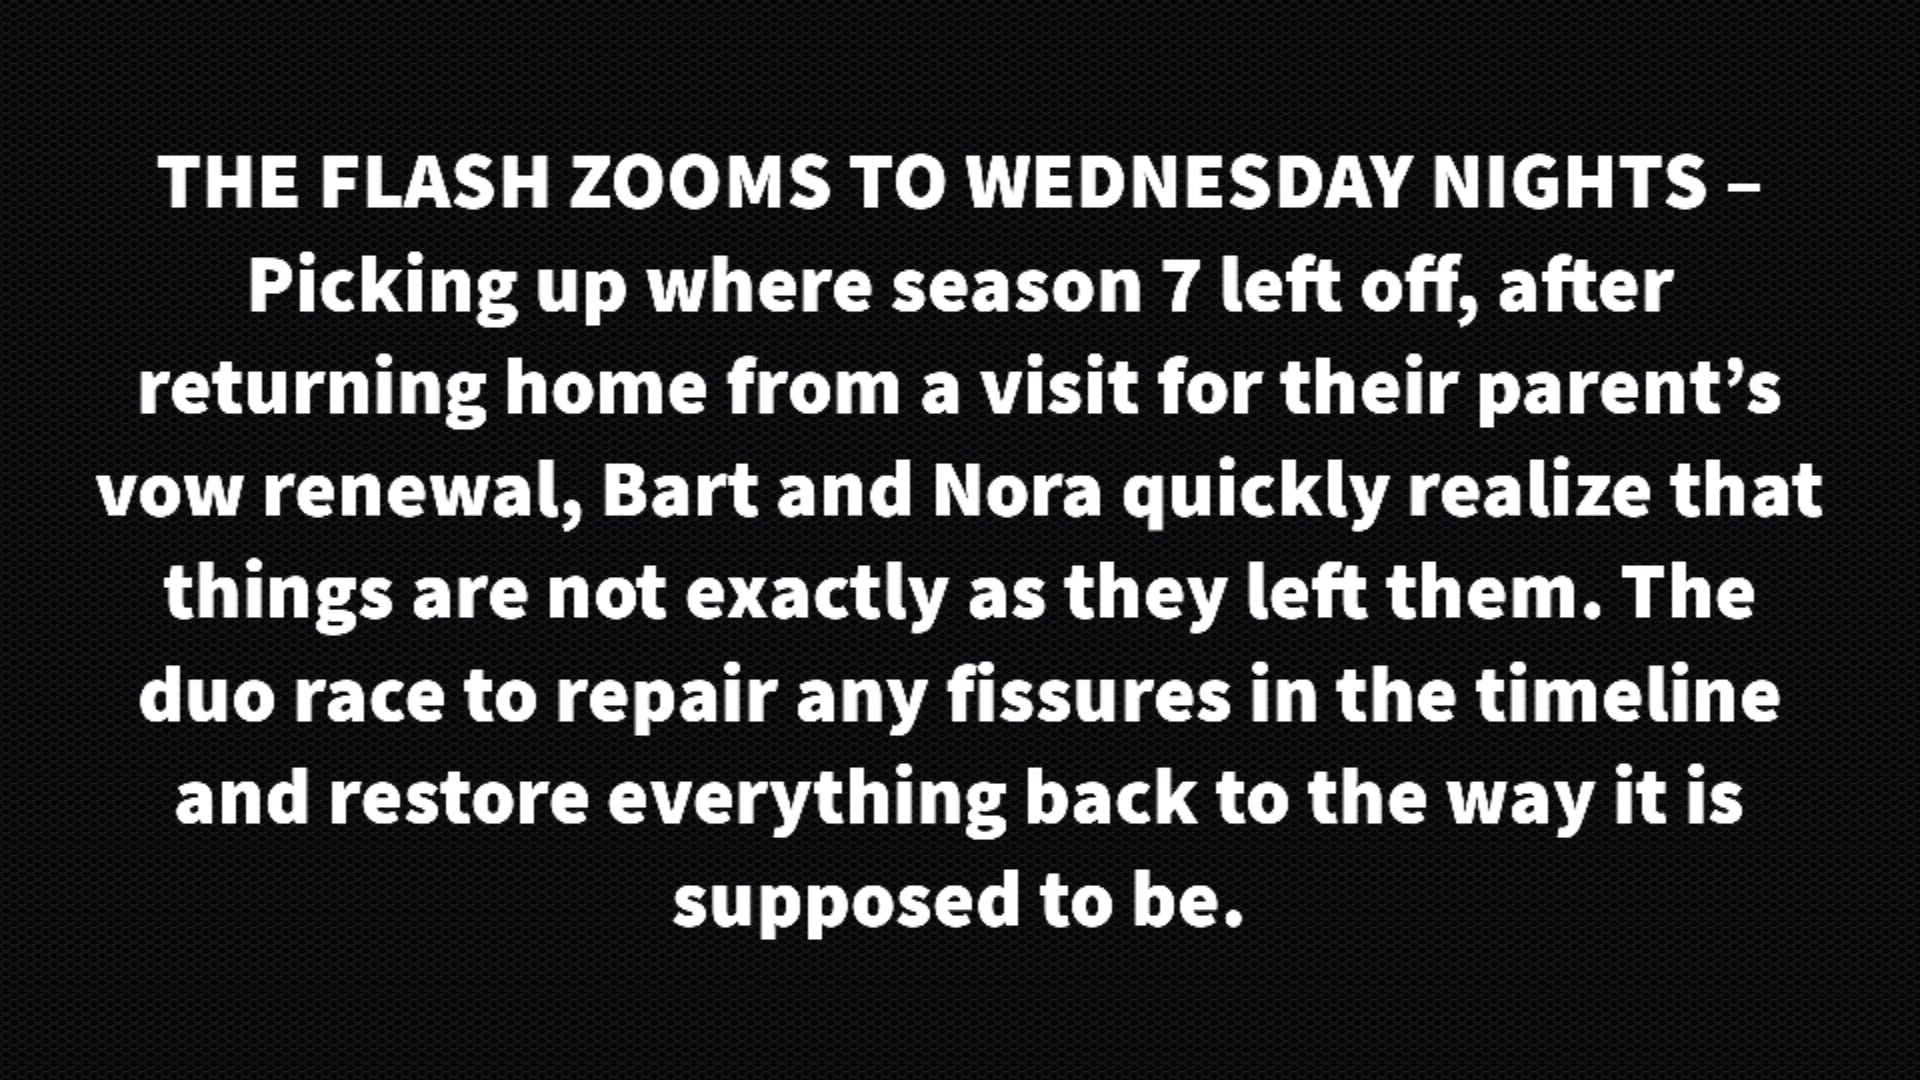 THE FLASH ZOOMS TO WEDNESDAY NIGHTS –
Picking up where season 7 left off, after
returning home from a visit for their parent’s
vow renewal, Bart and Nora quickly realize that
things are not exactly as they left them. The
duo race to repair any fissures in the timeline
and restore everything back to the way it is
supposed to be.